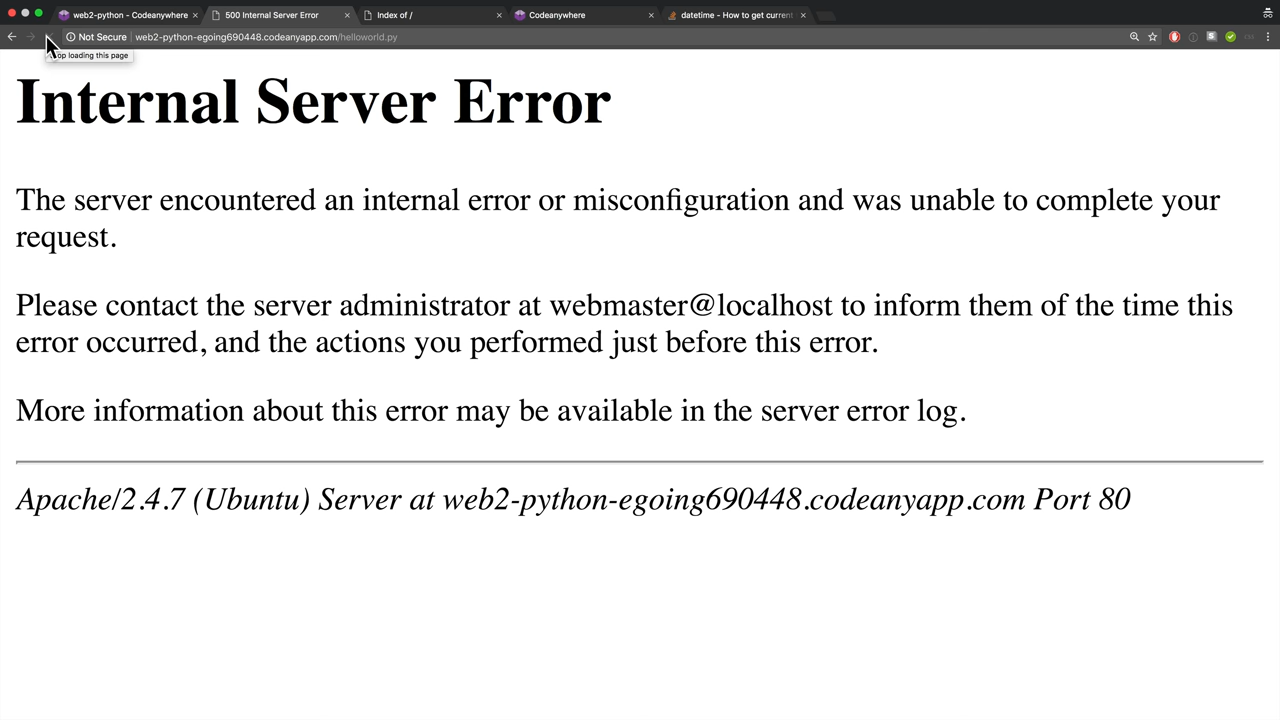 web2-python - Codeanywhere
500 Internal Server Error
Index of /
Codeanywhere
datetime - How to get current
Not Secure
web2-python-egoing690448.codeanyapp.com/helloworld.py
loading this page
Internal Server Error
The server encountered an internal error or misconfiguration and was unable to complete your
request.
Please contact the server administrator at webmaster@localhost to inform them of the time this
error occurred, and the actions you performed just before this error.
More information about this error may be available in the server error log.
Apache/2.4.7 (Ubuntu) Server at web2-python-egoing690448.codeanyapp.com Port 80